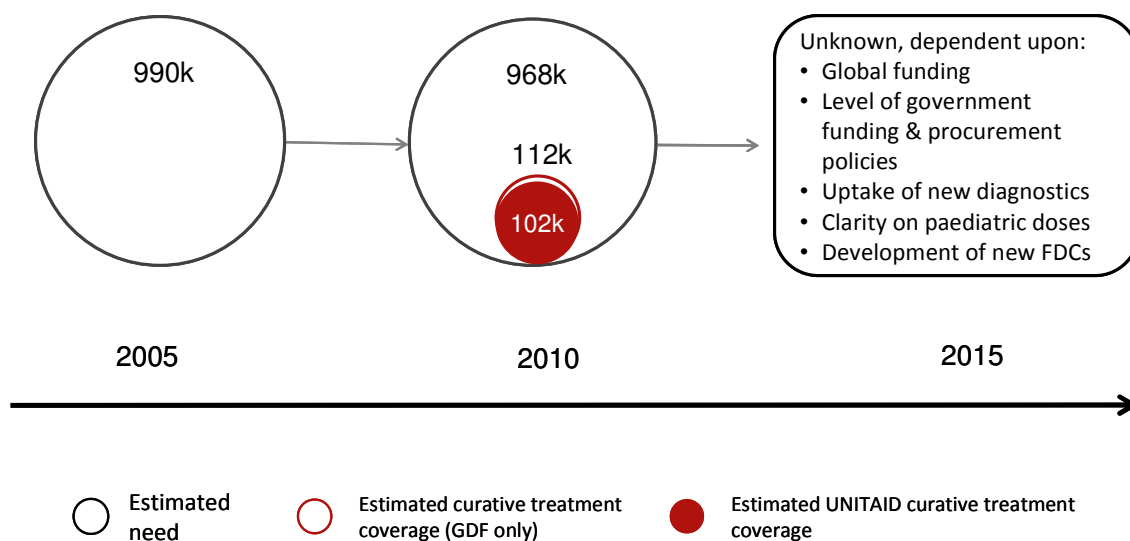 990k
968k
112k
102k
Unknown, dependent upon:
• Global funding
• Level of government
funding & procurement
policies
• Uptake of new diagnostics
• Clarity on paediatric doses
• Development of new FDCs
2005
2010
2015
Estimated
need
Estimated curative treatment
coverage (GDF only)
Estimated UNITAID curative treatment
coverage